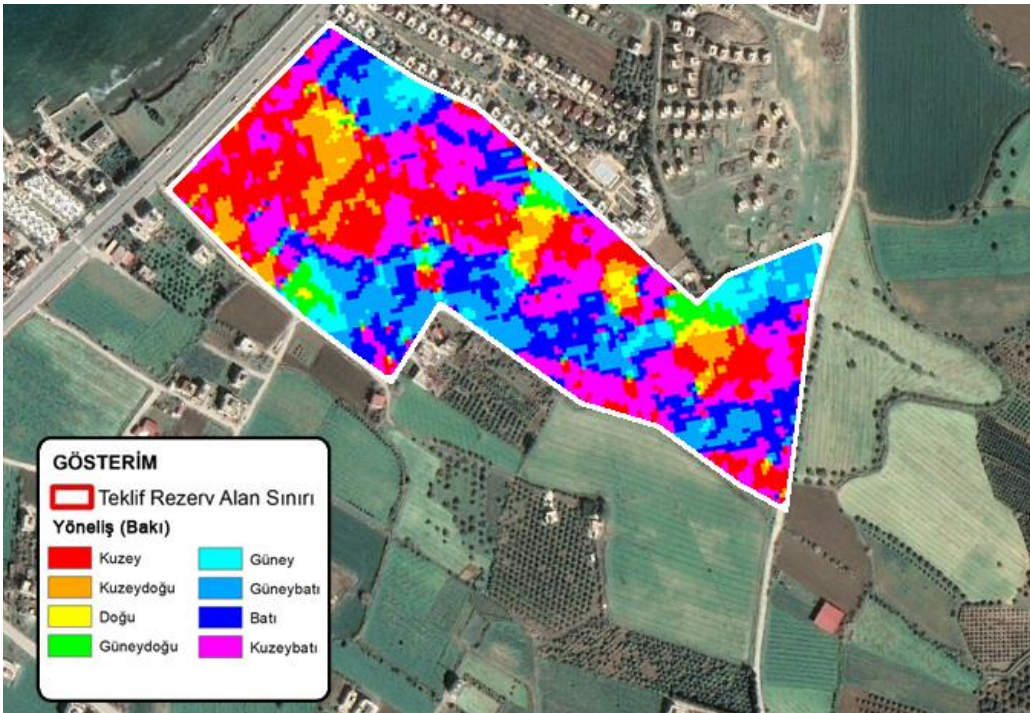 GÖSTERİM
Teklif Rezerv Alan Sınırı
Yöneliş (Bakı)
Kuzey
Kuzeydoğu
Doğu
Güneydoğu
Güney
Güneybatı
Batı
Kuzeybatı